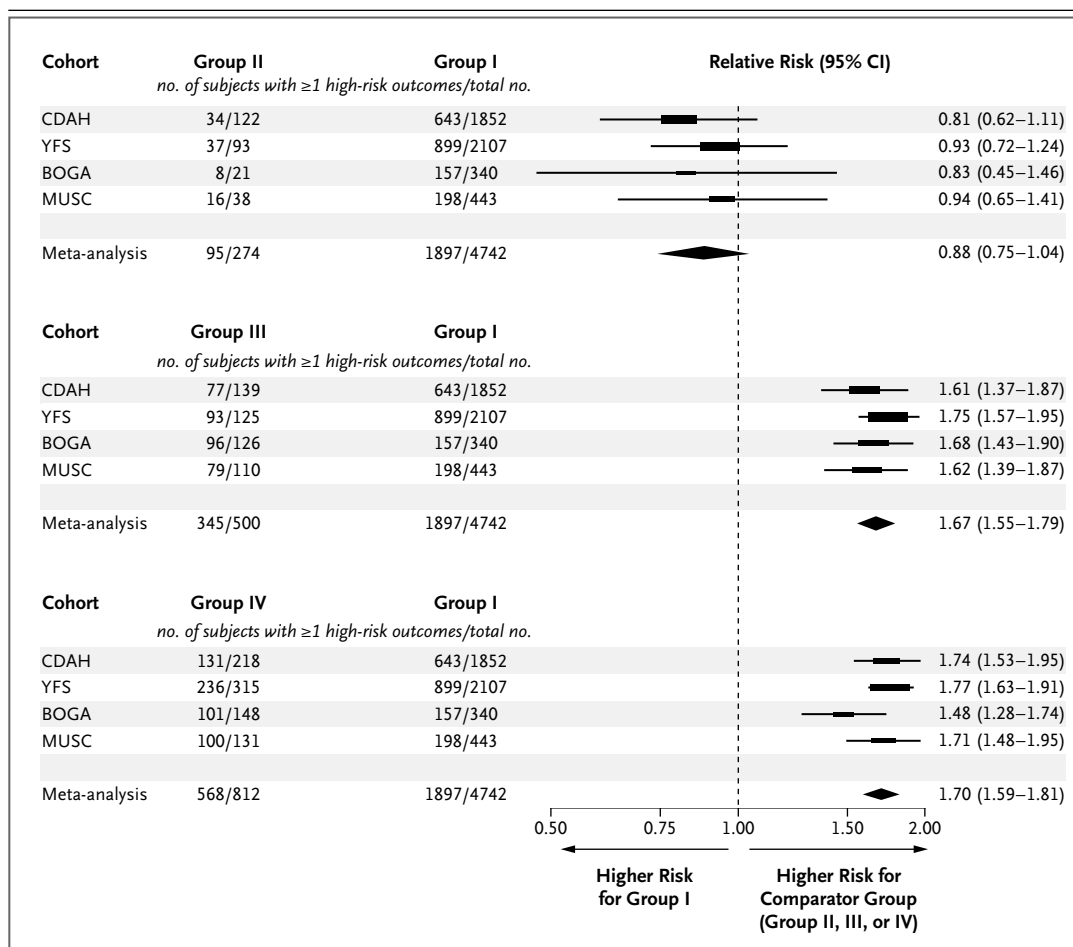 Cohort Group II Group I Relative Risk (95% CI)
no. of subjects with ≥1 high-risk outcomes/total no.
CDAH 34/122 643/1852 0.81 (0.62–1.11)
YFS 37/93 899/2107 0.93 (0.72–1.24)
BOGA 8/21 157/340 0.83 (0.45–1.46)
MUSC 16/38 198/443 0.94 (0.65–1.41)
Meta-analysis 95/274 1897/4742 0.88 (0.75–1.04)
Cohort Group III Group I
no. of subjects with ≥1 high-risk outcomes/total no.
CDAH 77/139 643/1852 1.61 (1.37–1.87)
YFS 93/125 899/2107 1.75 (1.57–1.95)
BOGA 96/126 157/340 1.68 (1.43–1.90)
MUSC 79/110 198/443 1.62 (1.39–1.87)
Meta-analysis 345/500 1897/4742 1.67 (1.55–1.79)
Cohort Group IV Group I
no. of subjects with ≥1 high-risk outcomes/total no.
CDAH 131/218 643/1852 1.74 (1.53–1.95)
YFS 236/315 899/2107 1.77 (1.63–1.91)
BOGA 101/148 157/340 1.48 (1.28–1.74)
MUSC 100/131 198/443 1.71 (1.48–1.95)
Meta-analysis 568/812 1897/4742 1.70 (1.59–1.81)
0.50 0.75 1.00 1.50 2.00
Higher Risk
for Group I
Higher Risk for
Comparator Group
(Group II, III, or IV)